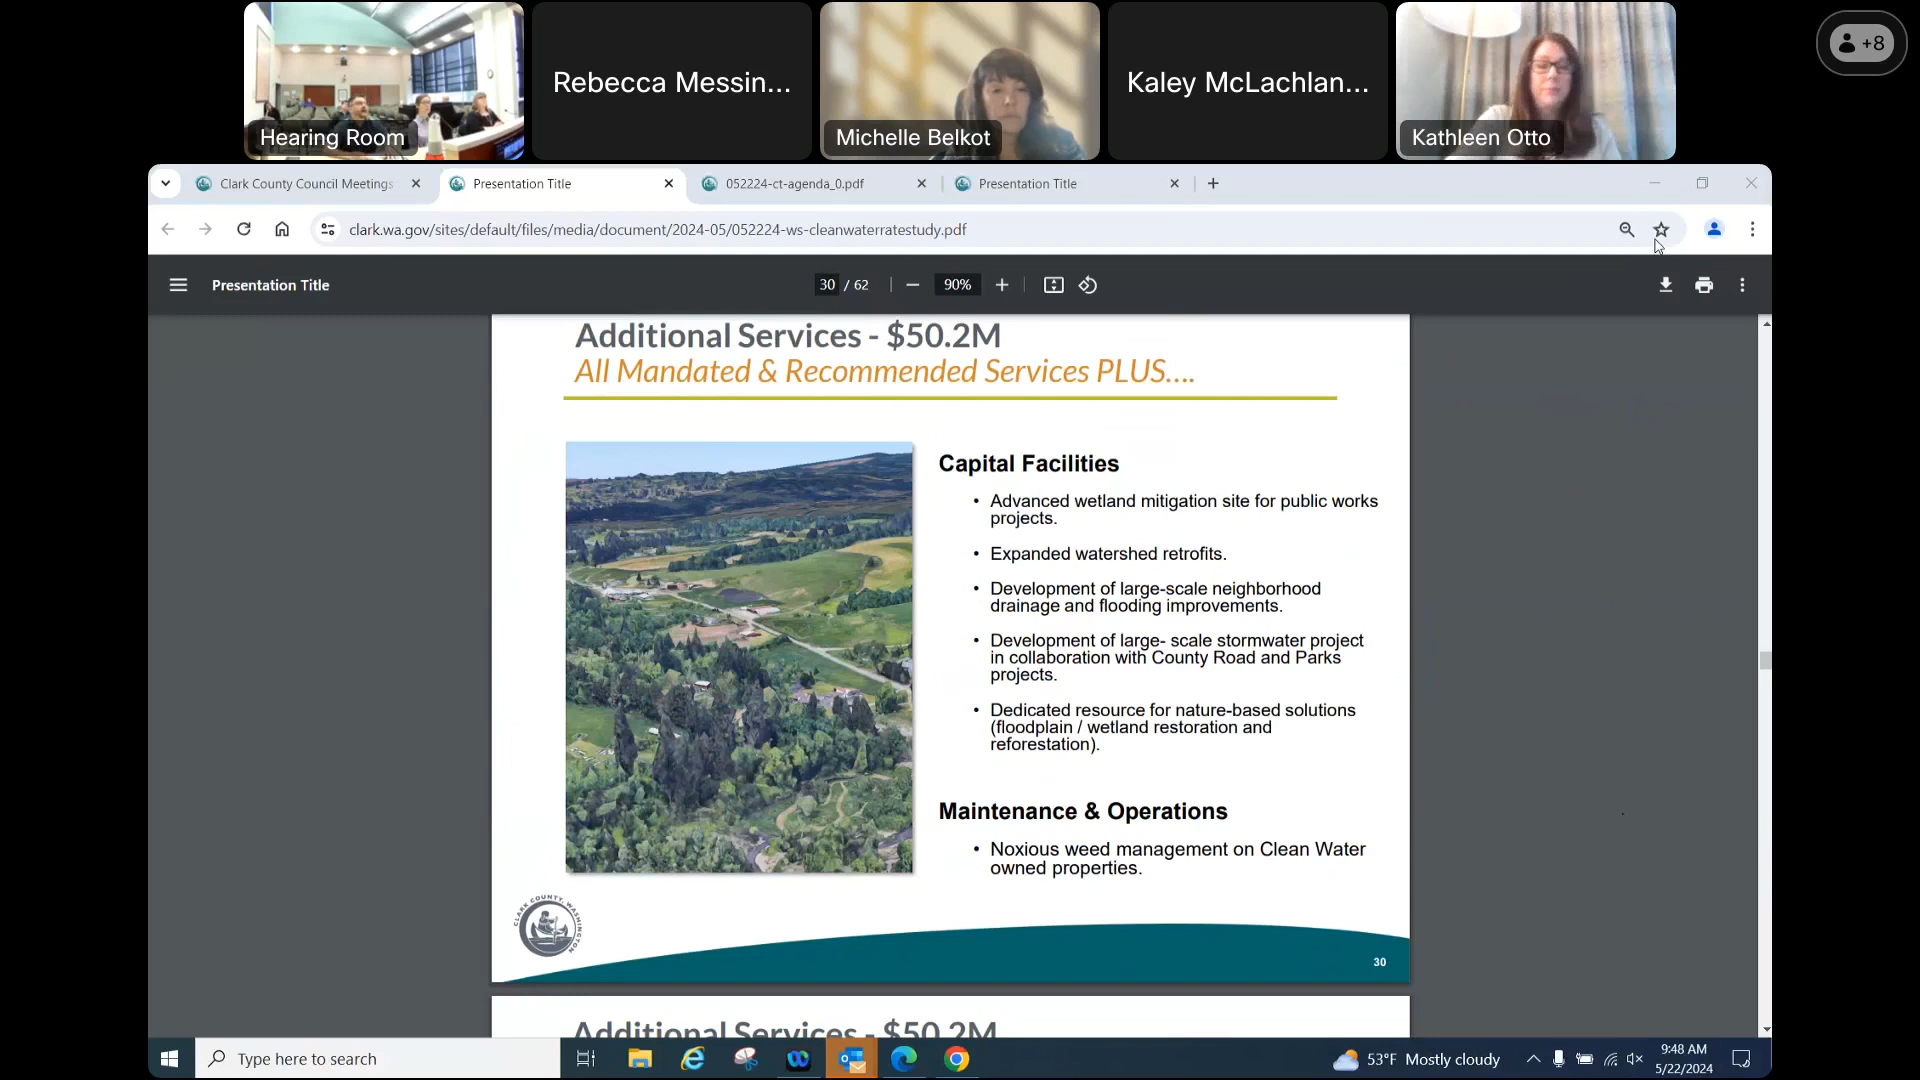 Hearing Room
Rebecca Messin...
Michelle Belkot
Kaley McLachlan...
Kathleen Otto
+8
Clark County Council Meetings
Presentation Title
052224-ct-agenda_0.pdf
Presentation Title
clark.wa.gov/sites/default/files/media/document/2024-05/052224-ws-cleanwaterratestudy.pdf
Presentation Title
30 / 62
90%
Additional Services - $50.2M
All Mandated & Recommended Services PLUS....
Capital Facilities
• Advanced wetland mitigation site for public works
projects.
• Expanded watershed retrofits.
• Development of large-scale neighborhood
drainage and flooding improvements.
• Development of large- scale stormwater project
in collaboration with County Road and Parks
projects.
• Dedicated resource for nature-based solutions
(floodplain / wetland restoration and
reforestation).
Maintenance & Operations
• Noxious weed management on Clean Water
owned properties.
CLARK COUNTY, WASHINGTON
30
Additional Services - $50.2M
Type here to search
53°F Mostly cloudy
9:48 AM
5/22/2024